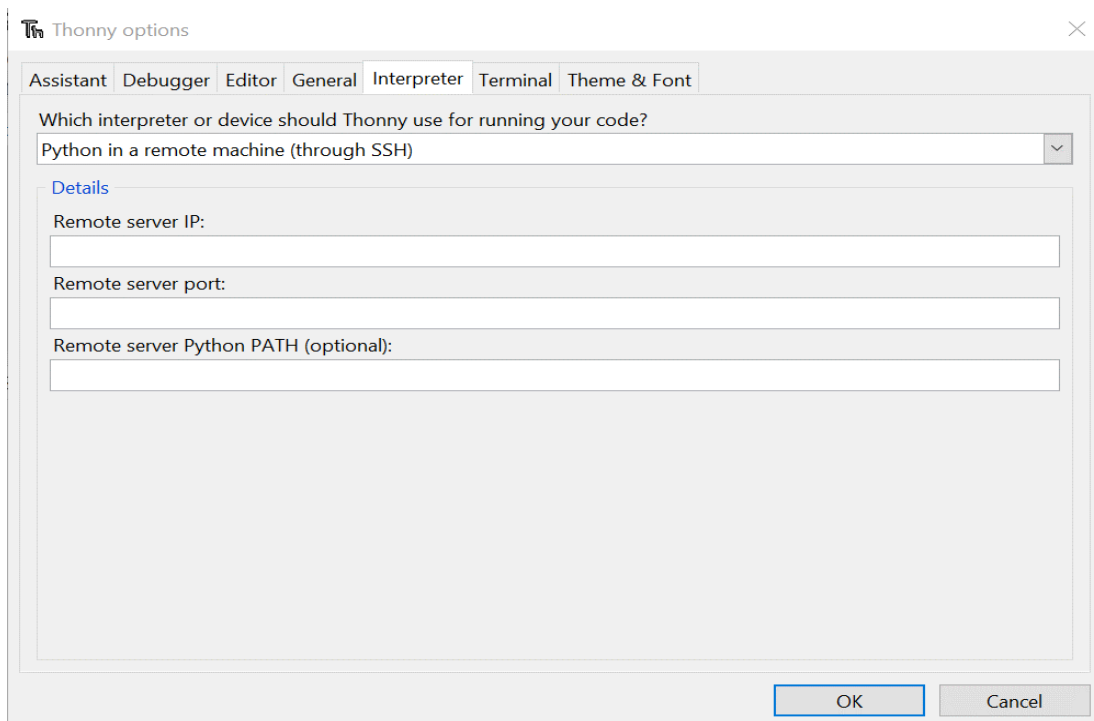 Th Thonny options
Assistant Debugger Editor General Interpreter Terminal Theme & Font
Which interpreter or device should Thonny use for running your code?
Python in a remote machine (through SSH)
Details
Remote server IP:
Remote server port:
Remote server Python PATH (optional):
OK Cancel